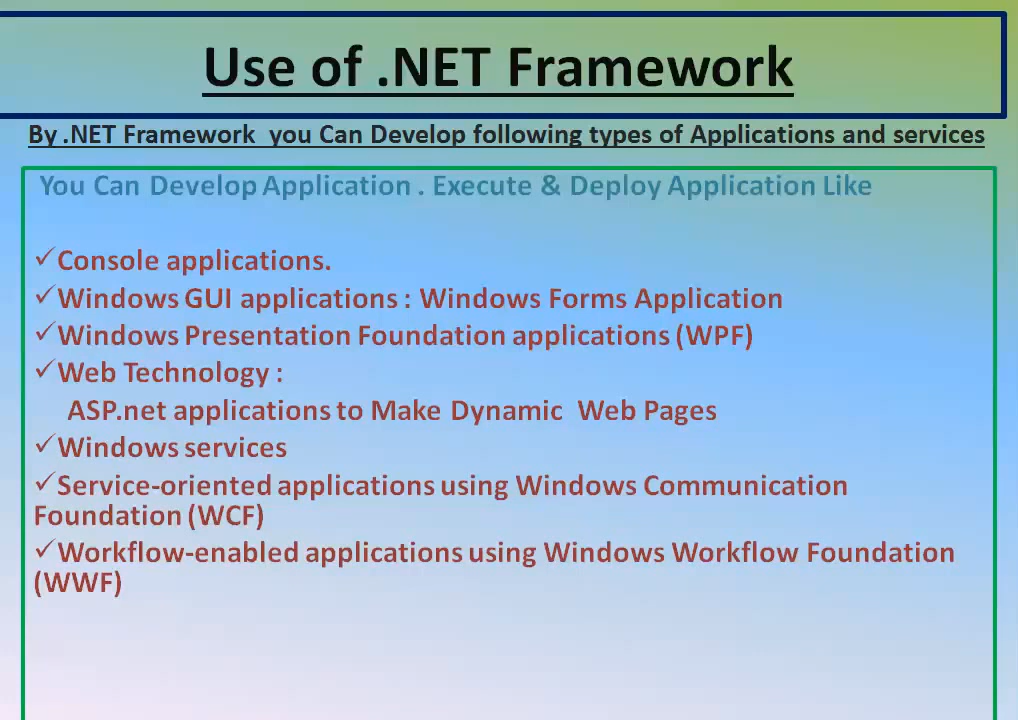 Use of .NET Framework
By .NET Framework you Can Develop following types of Applications and services
You Can Develop Application . Execute & Deploy Application Like
✓Console applications.
✓Windows GUI applications : Windows Forms Application
✓Windows Presentation Foundation applications (WPF)
✓Web Technology :
ASP.net applications to Make Dynamic Web Pages
✓Windows services
✓Service-oriented applications using Windows Communication
Foundation (WCF)
✓Workflow-enabled applications using Windows Workflow Foundation
(WWF)